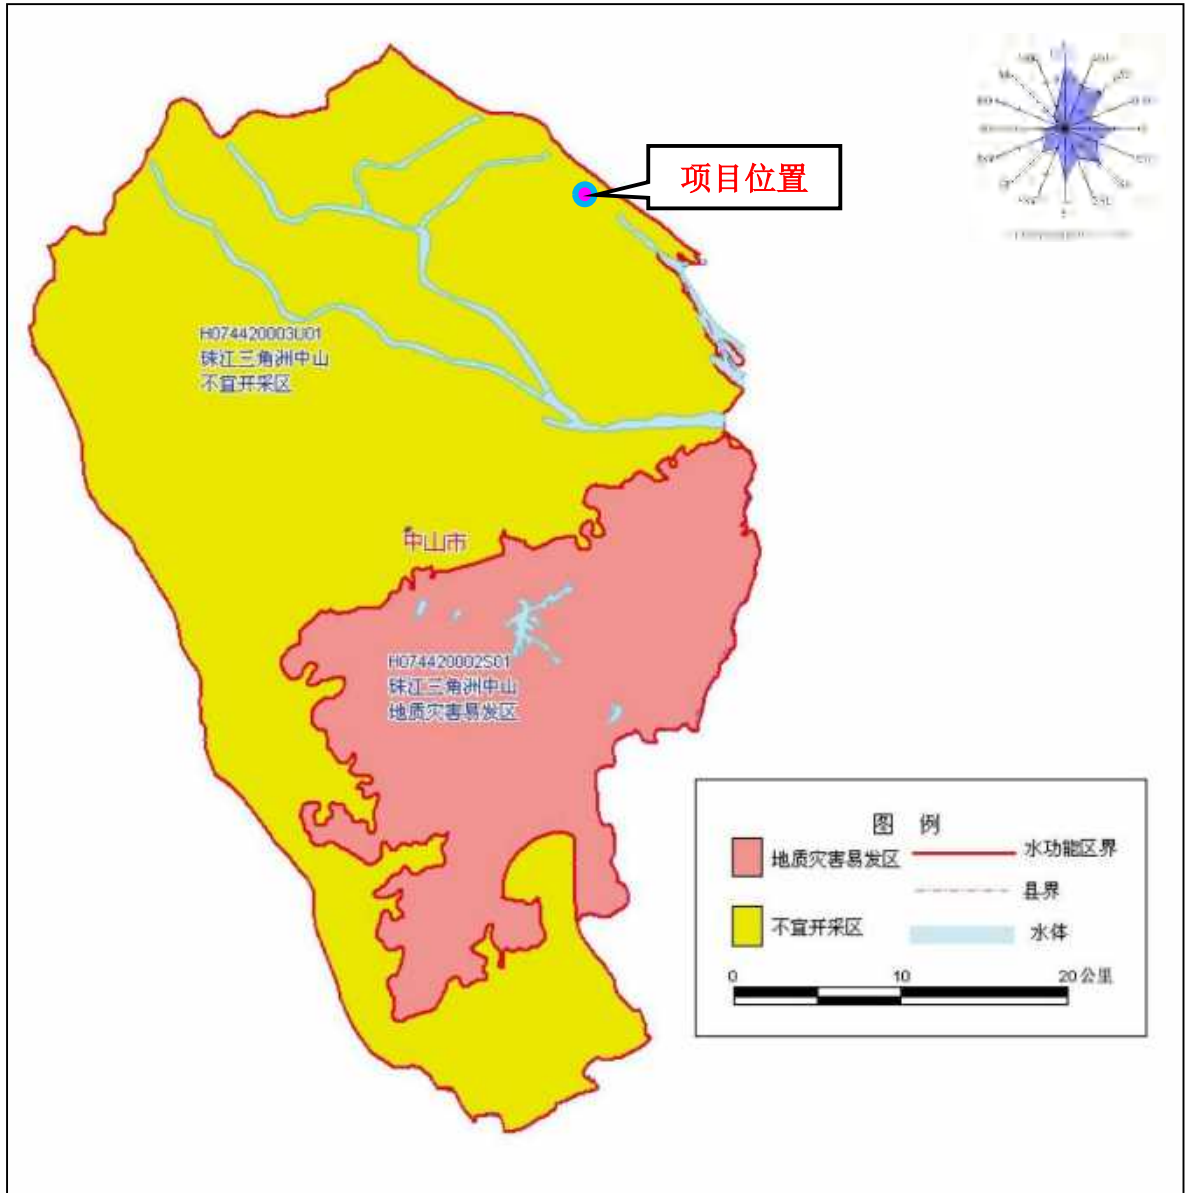 项目位置
H074420003U01
珠江三角洲中山
不宜开采区
中山市
H074420002S01
珠江三角洲中山
地质灾害易发区
图 例
地质灾害易发区
水功能区界
县界
不宜开采区
水体
0 10 20 公里